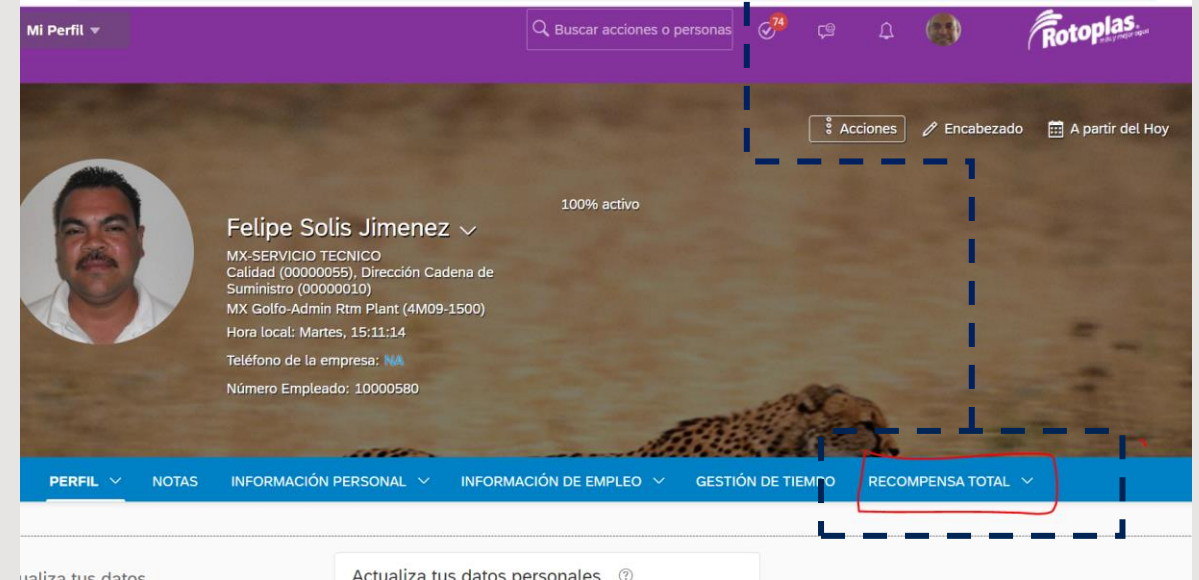 Mi Perfil
Buscar acciones o personas
74
Rotoplas.
más y mejor agua
Acciones
Encabezado
A partir del Hoy
100% activo
Felipe Solis Jimenez
MX-SERVICIO TECNICO
Calidad (00000055), Dirección Cadena de
Suministro (00000010)
MX Golfo-Admin Rtm Plant (4M09-1500)
Hora local: Martes, 15:11:14
Teléfono de la empresa: NA
Número Empleado: 10000580
PERFIL
NOTAS
INFORMACIÓN PERSONAL
INFORMACIÓN DE EMPLEO
GESTIÓN DE TIEMPO
RECOMPENSA TOTAL
ualiza tus datos
Actualiza tus datos personales